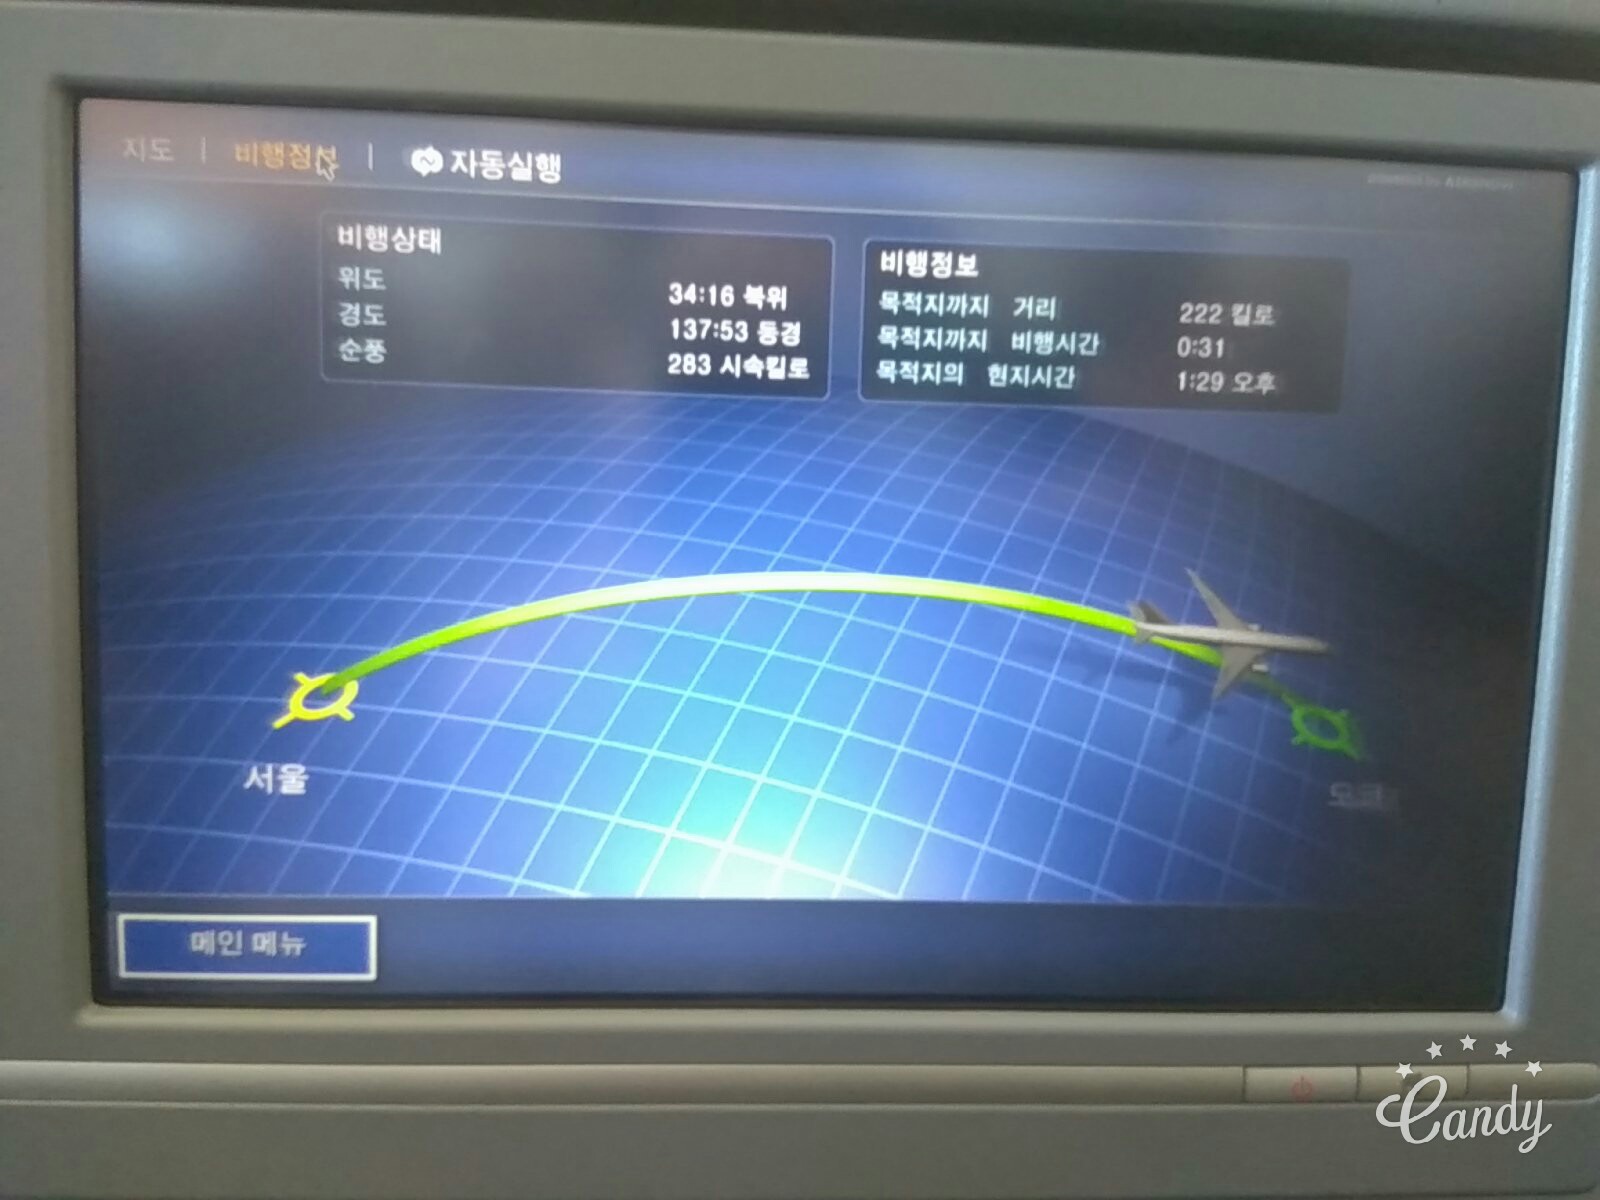 지도 | 비행정보 | 자동실행
비행상태
위도 34:16 북위
경도 137:53 동경
순풍 283 시속킬로
비행정보
목적지까지 거리 222 킬로
목적지까지 비행시간 0:31
목적지의 현지시간 1:29 오후
서울
메인 메뉴
Candy